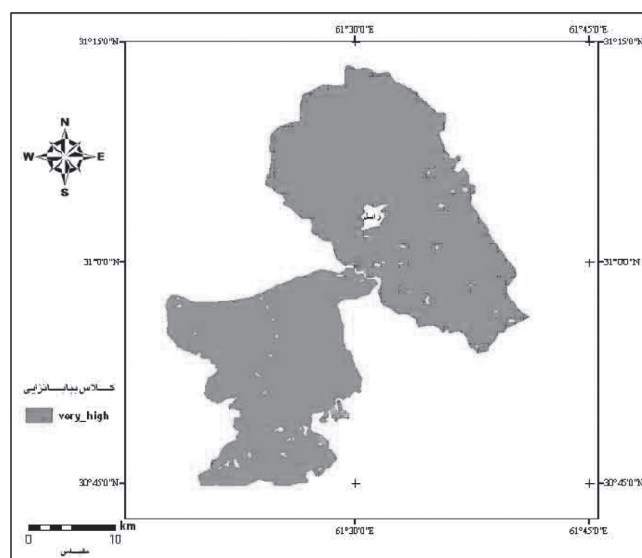 61°30'0"E 61°45'0"E
31°15'0"N 31°15'0"N
N
W E
S
زابل
31°0'0"N 31°0'0"N
کلاس بیابانزایی
very_high
30°45'0"N 30°45'0"N
km
0 10
مقیاس
61°30'0"E 61°45'0"E